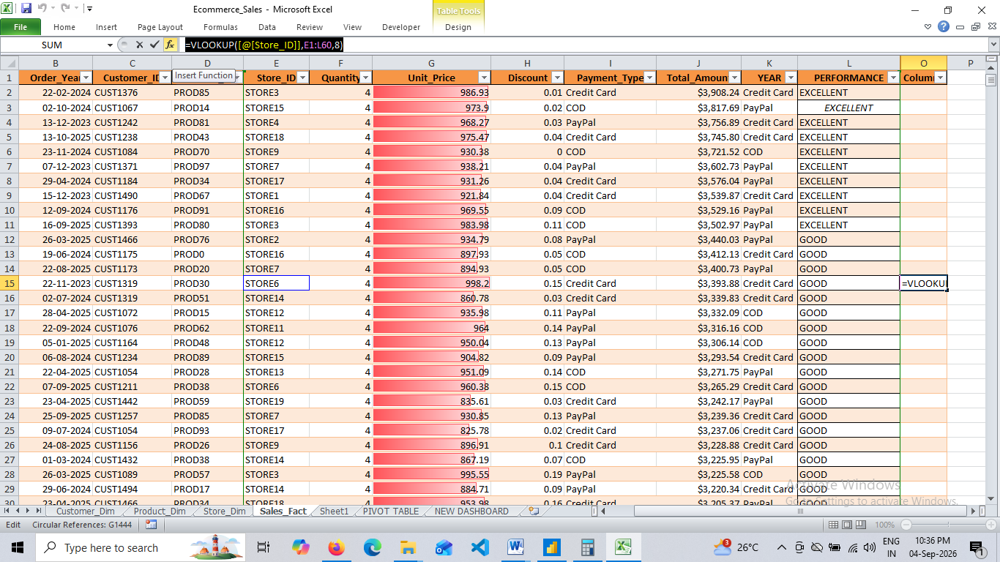 Ecommerce_Sales - Microsoft Excel
Table Tools
File Home Insert Page Layout Formulas Data Review View Developer Design
SUM =VLOOKUP([@[Store_ID]],E1:L60,8)
B C D E F G H I J K L O P
1 Order_Year Customer_ID Store_ID Quantity Unit_Price Discount Payment_Type Total_Amount YEAR PERFORMANCE Colum
Insert Function
2 22-02-2024 CUST1376 PROD85 STORE3 4 986.93 0.01 Credit Card $3,908.24 Credit Card EXCELLENT
3 02-10-2024 CUST1067 PROD14 STORE15 4 973.9 0.02 COD $3,817.69 PayPal EXCELLENT
4 13-12-2023 CUST1242 PROD81 STORE4 4 968.27 0.03 PayPal $3,756.89 Credit Card EXCELLENT
5 13-10-2025 CUST1238 PROD43 STORE18 4 975.47 0.04 Credit Card $3,745.80 Credit Card EXCELLENT
6 23-11-2024 CUST1084 PROD70 STORE9 4 930.38 0 COD $3,721.52 COD EXCELLENT
7 07-12-2023 CUST1371 PROD97 STORE7 4 938.21 0.04 PayPal $3,602.73 PayPal EXCELLENT
8 29-04-2024 CUST1184 PROD34 STORE17 4 931.26 0.04 Credit Card $3,576.04 PayPal EXCELLENT
9 15-12-2023 CUST1490 PROD67 STORE1 4 921.84 0.04 Credit Card $3,539.87 Credit Card EXCELLENT
10 12-09-2024 CUST1176 PROD91 STORE16 4 969.55 0.09 COD $3,529.16 PayPal EXCELLENT
11 16-09-2025 CUST1393 PROD80 STORE3 4 983.98 0.11 COD $3,502.97 PayPal EXCELLENT
12 26-03-2025 CUST1466 PROD76 STORE2 4 934.79 0.08 PayPal $3,440.03 PayPal GOOD
13 19-06-2024 CUST1175 PROD0 STORE16 4 897.93 0.05 COD $3,412.13 Credit Card GOOD
14 22-08-2025 CUST1173 PROD20 STORE7 4 894.93 0.05 COD $3,400.73 PayPal GOOD
15 22-11-2023 CUST1319 PROD30 STORE6 4 998.2 0.15 Credit Card $3,393.88 Credit Card GOOD =VLOOKU
16 02-07-2024 CUST1319 PROD51 STORE14 4 860.78 0.03 Credit Card $3,339.83 Credit Card GOOD
17 28-04-2025 CUST1072 PROD15 STORE12 4 935.98 0.11 PayPal $3,332.09 COD GOOD
18 22-09-2024 CUST1076 PROD62 STORE11 4 964 0.14 PayPal $3,316.16 COD GOOD
19 05-01-2025 CUST1164 PROD48 STORE12 4 950.04 0.13 PayPal $3,306.14 COD GOOD
20 06-08-2024 CUST1234 PROD89 STORE15 4 904.82 0.09 PayPal $3,293.54 Credit Card GOOD
21 22-04-2025 CUST1054 PROD28 STORE13 4 951.09 0.14 COD $3,271.75 PayPal GOOD
22 07-09-2025 CUST1211 PROD38 STORE6 4 960.38 0.15 COD $3,265.29 PayPal GOOD
23 23-04-2025 CUST1442 PROD59 STORE19 4 835.61 0.03 Credit Card $3,242.17 PayPal GOOD
24 25-09-2025 CUST1257 PROD85 STORE7 4 930.85 0.13 PayPal $3,239.36 Credit Card GOOD
25 09-07-2024 CUST1054 PROD93 STORE17 4 825.78 0.02 Credit Card $3,237.06 Credit Card GOOD
26 24-08-2025 CUST1156 PROD26 STORE9 4 896.91 0.1 Credit Card $3,228.88 Credit Card GOOD
27 01-03-2024 CUST1432 PROD38 STORE14 4 867.19 0.07 COD $3,225.95 PayPal GOOD
28 26-03-2025 CUST1089 PROD57 STORE3 4 995.55 0.19 PayPal $3,225.58 COD GOOD
29 29-06-2024 CUST1494 PROD17 STORE14 4 884.71 0.09 PayPal $3,220.34 Credit Card GOOD
30 23-04-2025 CUST1466 PROD34 STORE18 4 953.98 0.16 Credit Card $3,205.37 PayPal GOOD
Activate Windows
Go to Settings to activate Windows.
Customer_Dim Product_Dim Store_Dim Sales_Fact Sheet1 PIVOT TABLE NEW DASHBOARD
Edit Circular References: G1444 100%
Type here to search 3 26°C ENG IN 10:36 PM 04-Sep-2026 1